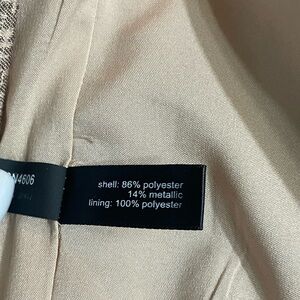 shell: 86% polyester
14% metallic
lining: 100% polyester